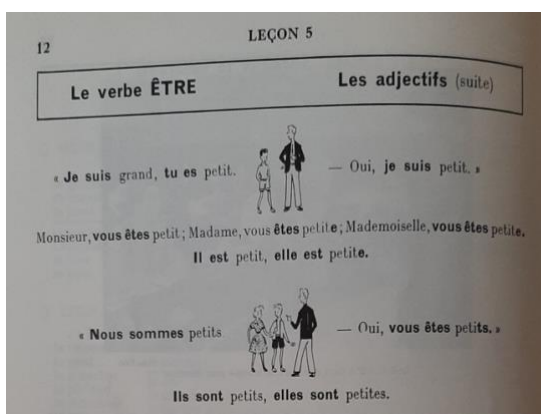 12
LEÇON 5
Le verbe ÊTRE
Les adjectifs (suite)
« Je suis grand, tu es petit.
— Oui, je suis petit. »
Monsieur, vous êtes petit ; Madame, vous êtes petite ; Mademoiselle, vous êtes petite.
Il est petit, elle est petite.
« Nous sommes petits
— Oui, vous êtes petits. »
Ils sont petits, elles sont petites.